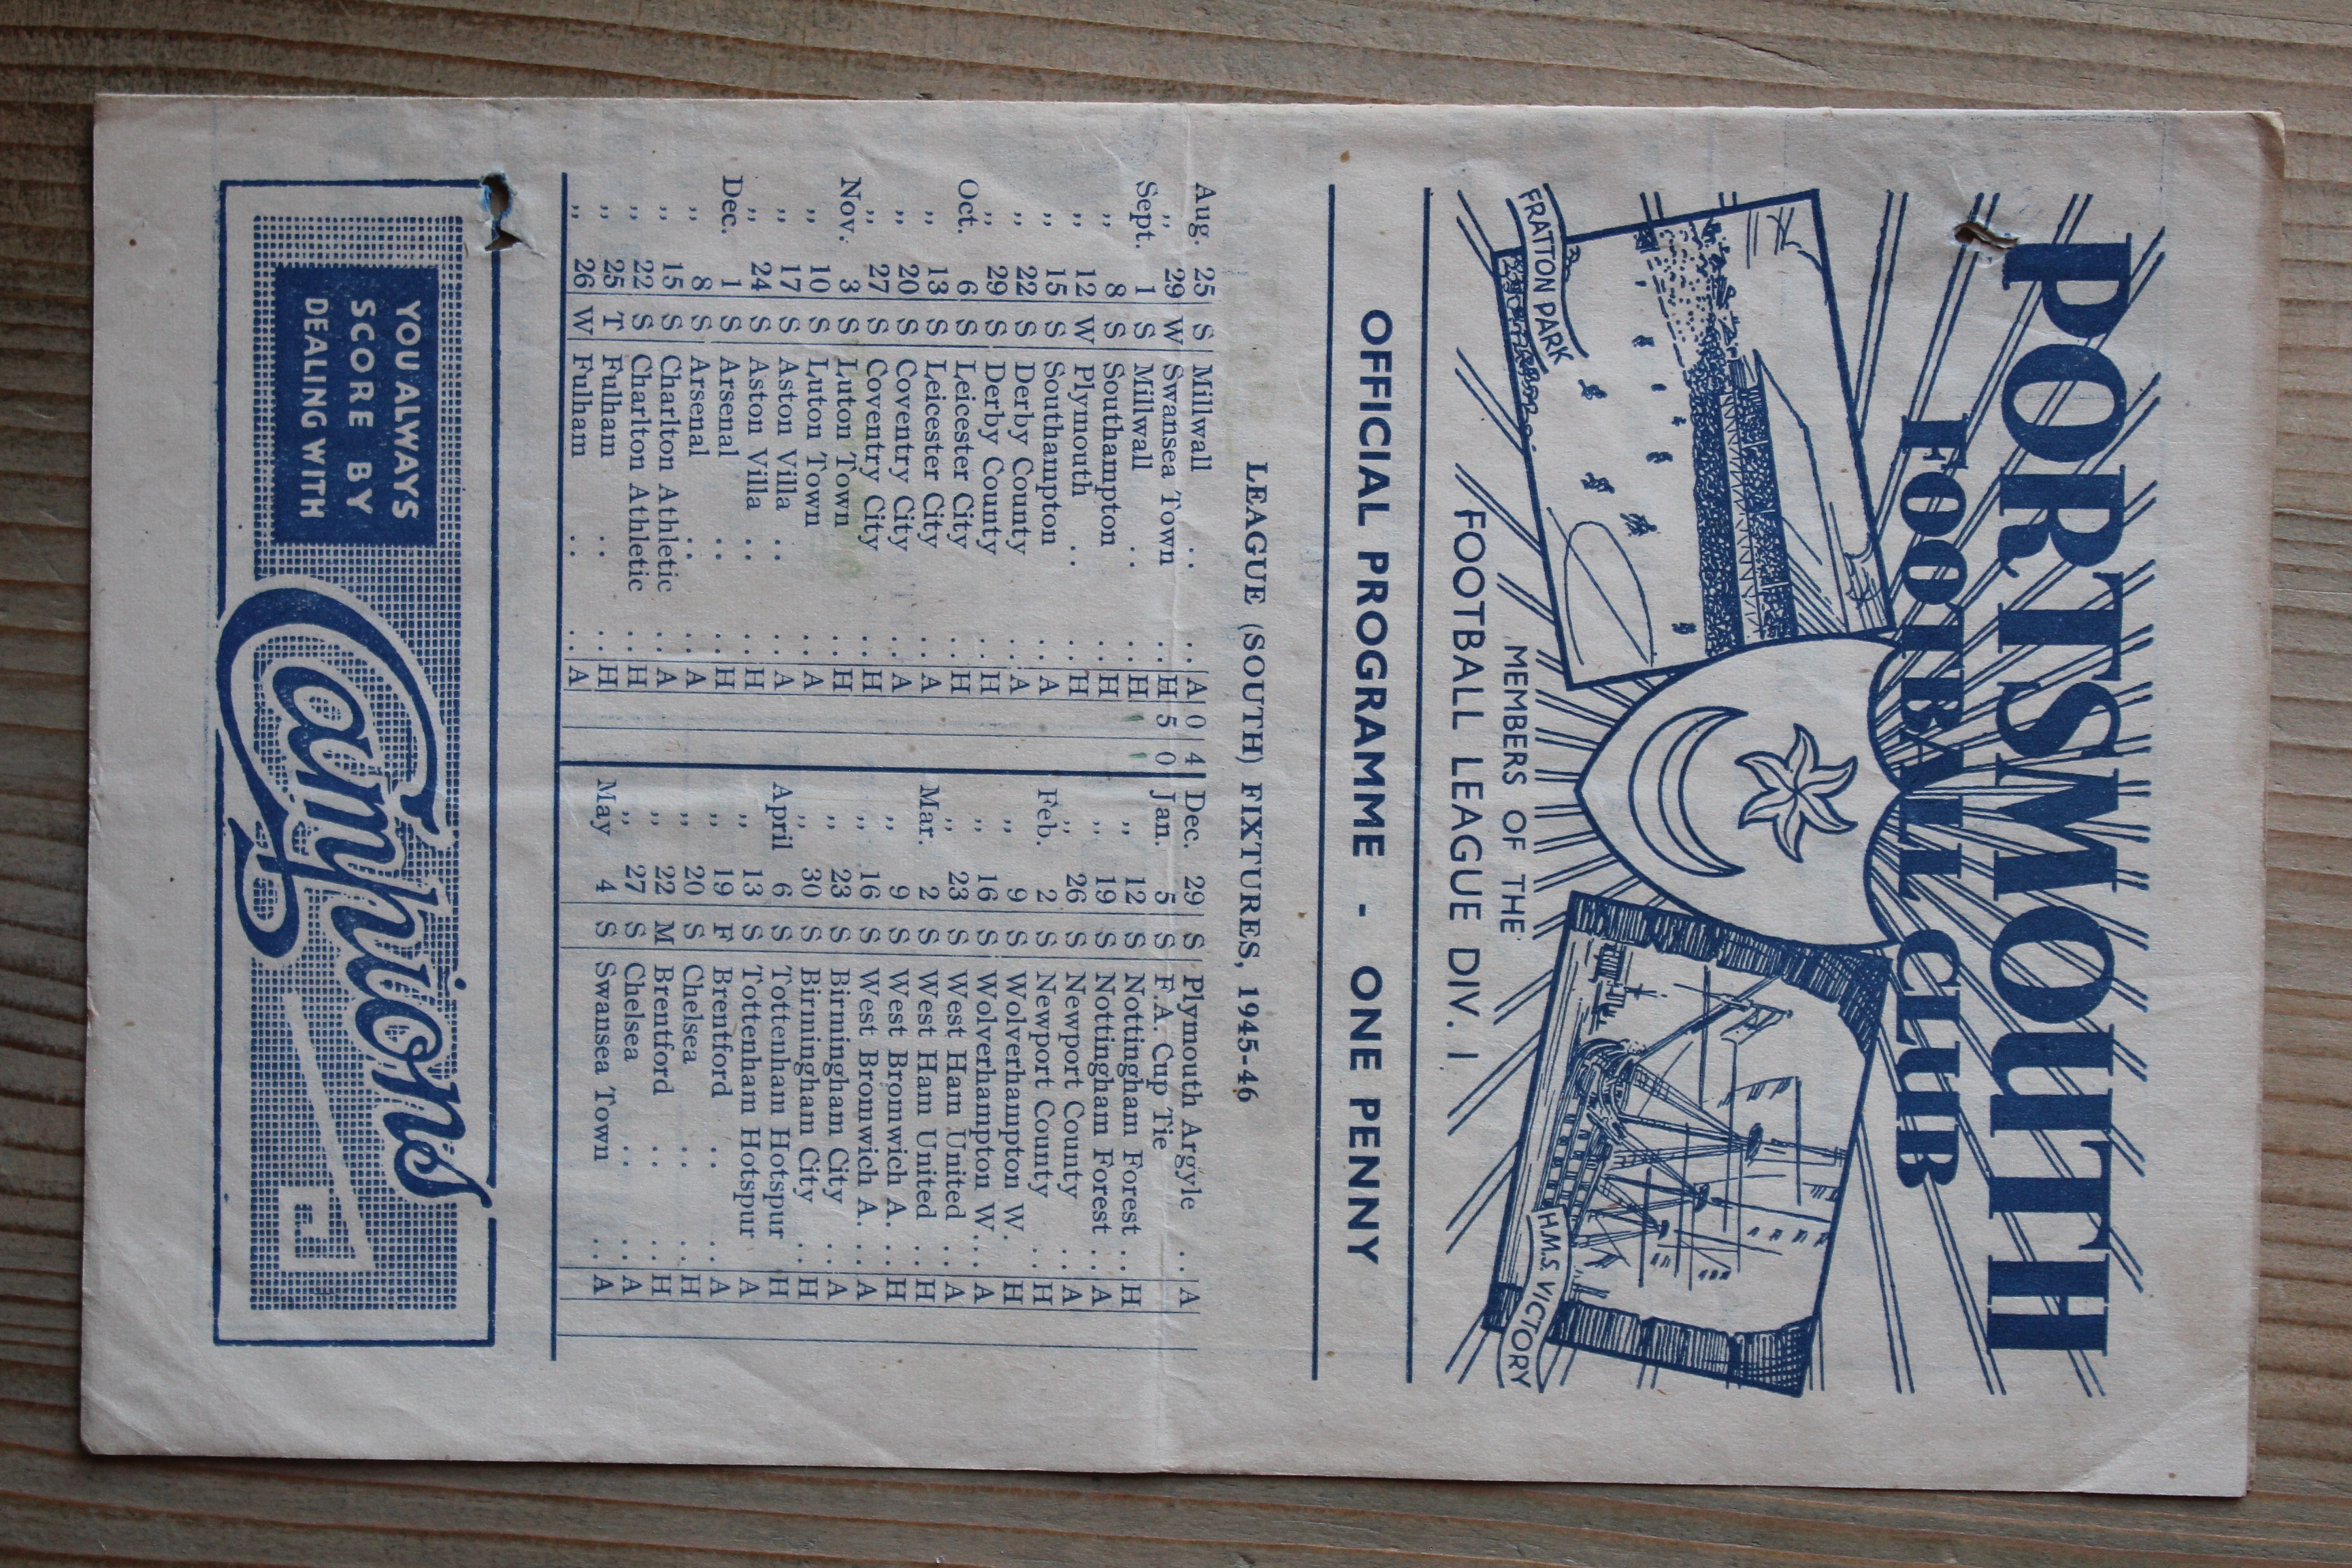 PORTSMOUTH
FOOTBALL CLUB
FRATTON PARK
H.M.S. VICTORY
MEMBERS OF THE
FOOTBALL LEAGUE DIV. 1
OFFICIAL PROGRAMME - ONE PENNY
LEAGUE (SOUTH) FIXTURES, 1945-46
Aug. 25 S Millwall .. .. A 0 4
,, 29 W Swansea Town .. H 5 0
Sept. 1 S Millwall .. .. H
,, 8 S Southampton .. H
,, 12 W Plymouth .. .. H
,, 15 S Southampton .. A
,, 22 S Derby County .. A
,, 29 S Derby County .. H
Oct. 6 S Leicester City .. H
,, 13 S Leicester City .. A
,, 20 S Coventry City .. A
,, 27 S Coventry City .. H
Nov. 3 S Luton Town .. H
,, 10 S Luton Town .. A
,, 17 S Aston Villa .. .. A
,, 24 S Aston Villa .. .. H
Dec. 1 S Arsenal .. .. H
,, 8 S Arsenal .. .. A
,, 15 S Charlton Athletic .. A
,, 22 S Charlton Athletic .. H
,, 25 T Fulham .. .. H
,, 26 W Fulham .. .. A
Dec. 29 S Plymouth Argyle .. A
Jan. 5 S F.A. Cup Tie
,, 12 S Nottingham Forest .. H
,, 19 S Nottingham Forest .. A
,, 26 S Newport County .. A
Feb. 2 S Newport County .. H
,, 9 S Wolverhampton W. .. H
,, 16 S Wolverhampton W. .. A
,, 23 S West Ham United .. A
Mar. 2 S West Ham United .. H
,, 9 S West Bromwich A. .. H
,, 16 S West Bromwich A. .. A
,, 23 S Birmingham City .. A
,, 30 S Birmingham City .. H
April 6 S Tottenham Hotspur H
,, 13 S Tottenham Hotspur A
,, 19 F Brentford .. .. A
,, 20 S Chelsea .. .. H
,, 22 M Brentford .. .. H
,, 27 S Chelsea .. .. A
May 4 S Swansea Town .. A
YOU ALWAYS
SCORE BY
DEALING WITH
Campions